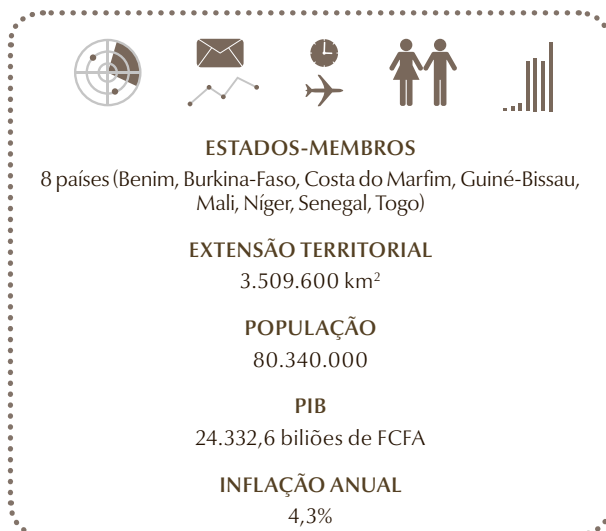 ESTADOS-MEMBROS
8 países (Benim, Burkina-Faso, Costa do Marfim, Guiné-Bissau,
Mali, Níger, Senegal, Togo)
EXTENSÃO TERRITORIAL
3.509.600 km²
POPULAÇÃO
80.340.000
PIB
24.332,6 biliões de FCFA
INFLAÇÃO ANUAL
4,3%